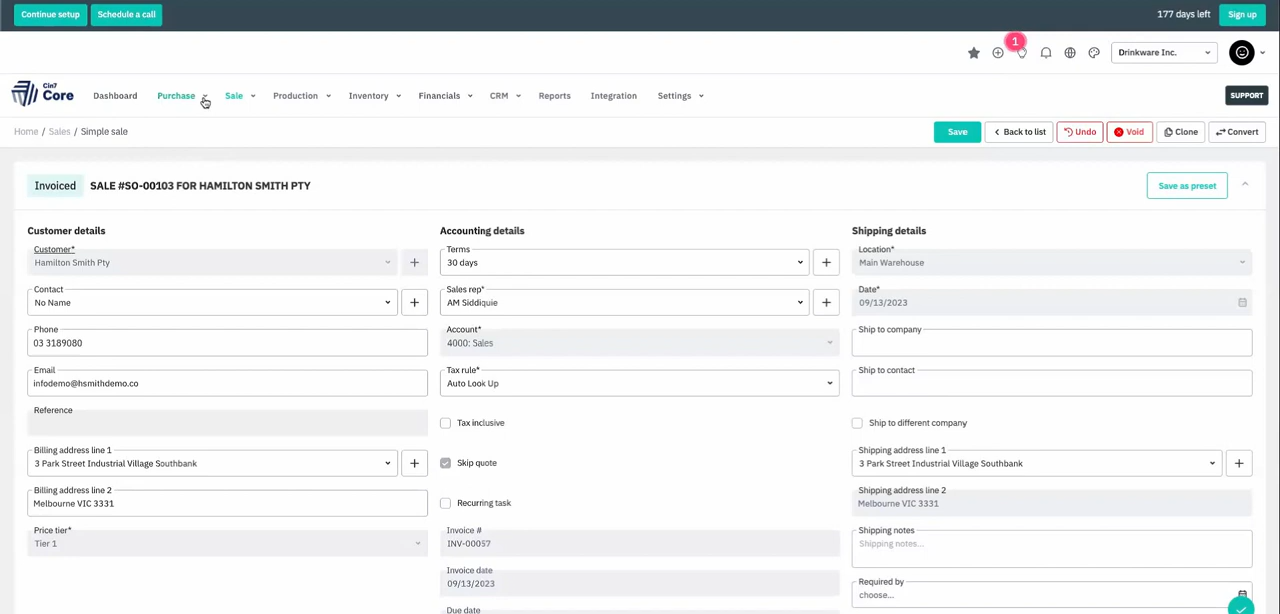 Continue setup Schedule a call 177 days left Sign up
1
Drinkware Inc.
Cin7
Core
Dashboard Purchase Sale Production Inventory Financials CRM Reports Integration Settings SUPPORT
Home / Sales / Simple sale Save Back to list Undo Void Clone Convert
Invoiced SALE #SO-00103 FOR HAMILTON SMITH PTY Save as preset
Customer details
Customer*
Hamilton Smith Pty
Contact
No Name
Phone
03 3189080
Email
infodemo@hsmithdemo.co
Reference
Billing address line 1
3 Park Street Industrial Village Southbank
Billing address line 2
Melbourne VIC 3331
Price tier*
Tier 1
Accounting details
Terms
30 days
Sales rep*
AM Siddiquie
Account*
4000: Sales
Tax rule*
Auto Look Up
Tax inclusive
Skip quote
Recurring task
Invoice #
INV-00057
Invoice date
09/13/2023
Due date
Shipping details
Location*
Main Warehouse
Date*
09/13/2023
Ship to company
Ship to contact
Ship to different company
Shipping address line 1
3 Park Street Industrial Village Southbank
Shipping address line 2
Melbourne VIC 3331
Shipping notes
Shipping notes...
Required by
choose...